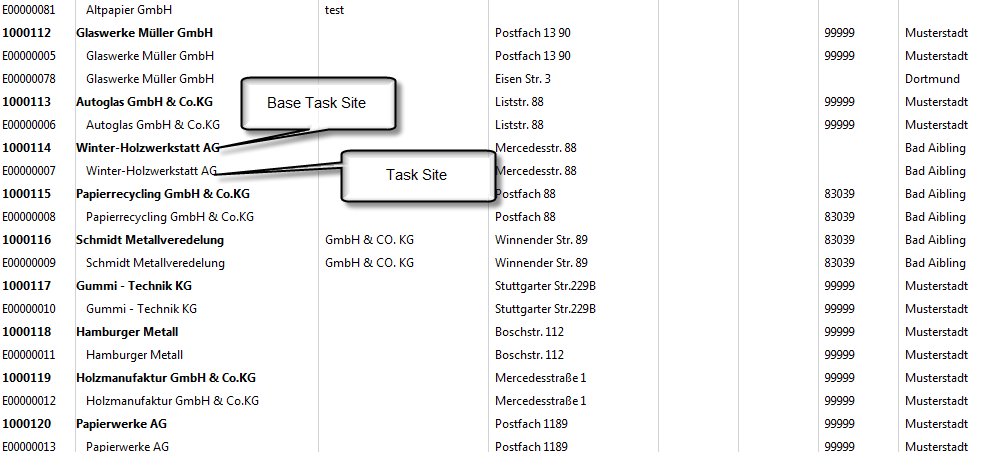 E00000081 Altpapier GmbH test
1000112 Glaswerke Müller GmbH Postfach 13 90 99999 Musterstadt
E00000005 Glaswerke Müller GmbH Postfach 13 90 99999 Musterstadt
E00000078 Glaswerke Müller GmbH Eisen Str. 3 Dortmund
Base Task Site
1000113 Autoglas GmbH & Co.KG Liststr. 88 99999 Musterstadt
E00000006 Autoglas GmbH & Co.KG Liststr. 88 99999 Musterstadt
1000114 Winter-Holzwerkstatt AG Mercedesstr. 88 Bad Aibling
E00000007 Winter-Holzwerkstatt AG Mercedesstr. 88 Bad Aibling
Task Site
1000115 Papierrecycling GmbH & Co.KG Postfach 88 83039 Bad Aibling
E00000008 Papierrecycling GmbH & Co.KG Postfach 88 83039 Bad Aibling
1000116 Schmidt Metallveredelung GmbH & CO. KG Winnender Str. 89 83039 Bad Aibling
E00000009 Schmidt Metallveredelung GmbH & CO. KG Winnender Str. 89 83039 Bad Aibling
1000117 Gummi - Technik KG Stuttgarter Str.229B 99999 Musterstadt
E00000010 Gummi - Technik KG Stuttgarter Str.229B 99999 Musterstadt
1000118 Hamburger Metall Boschstr. 112 99999 Musterstadt
E00000011 Hamburger Metall Boschstr. 112 99999 Musterstadt
1000119 Holzmanufaktur GmbH & Co.KG Mercedesstraße 1 99999 Musterstadt
E00000012 Holzmanufaktur GmbH & Co.KG Mercedesstraße 1 99999 Musterstadt
1000120 Papierwerke AG Postfach 1189 99999 Musterstadt
E00000013 Papierwerke AG Postfach 1189 99999 Musterstadt